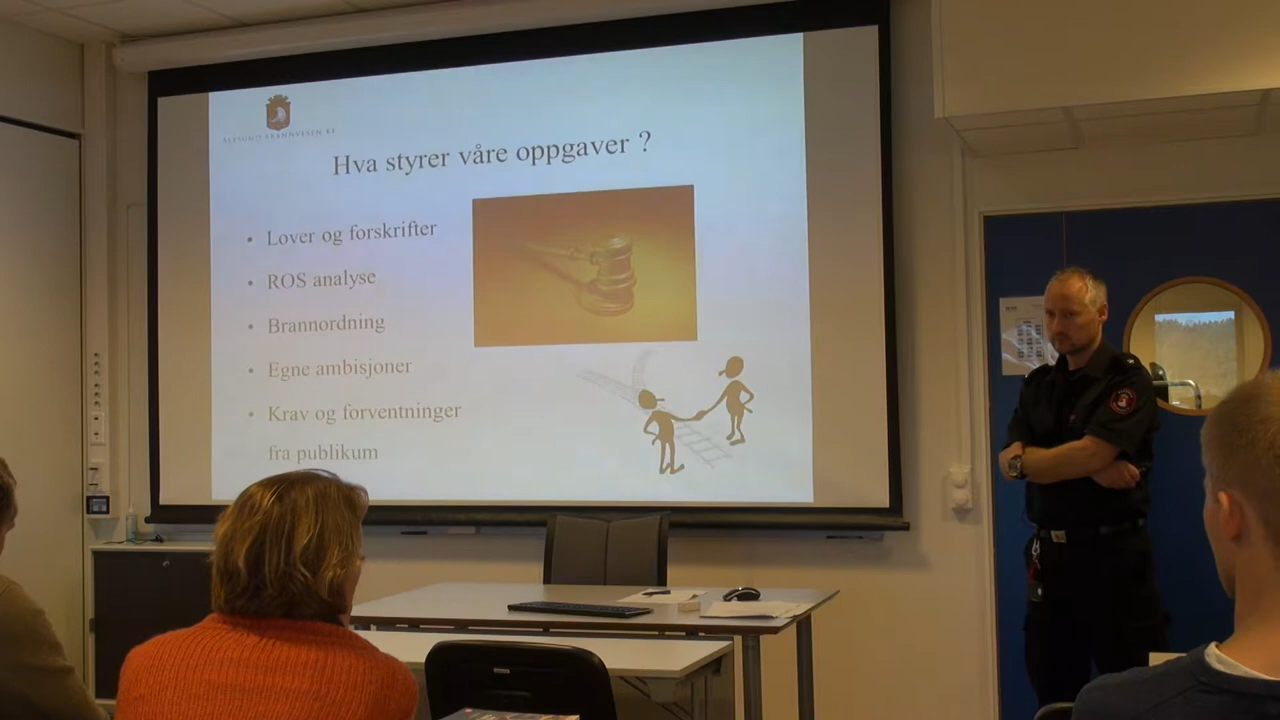 ÅLESUND BRANNVESEN KF
Hva styrer våre oppgaver ?
• Lover og forskrifter
• ROS analyse
• Brannordning
• Egne ambisjoner
• Krav og forventninger
fra publikum